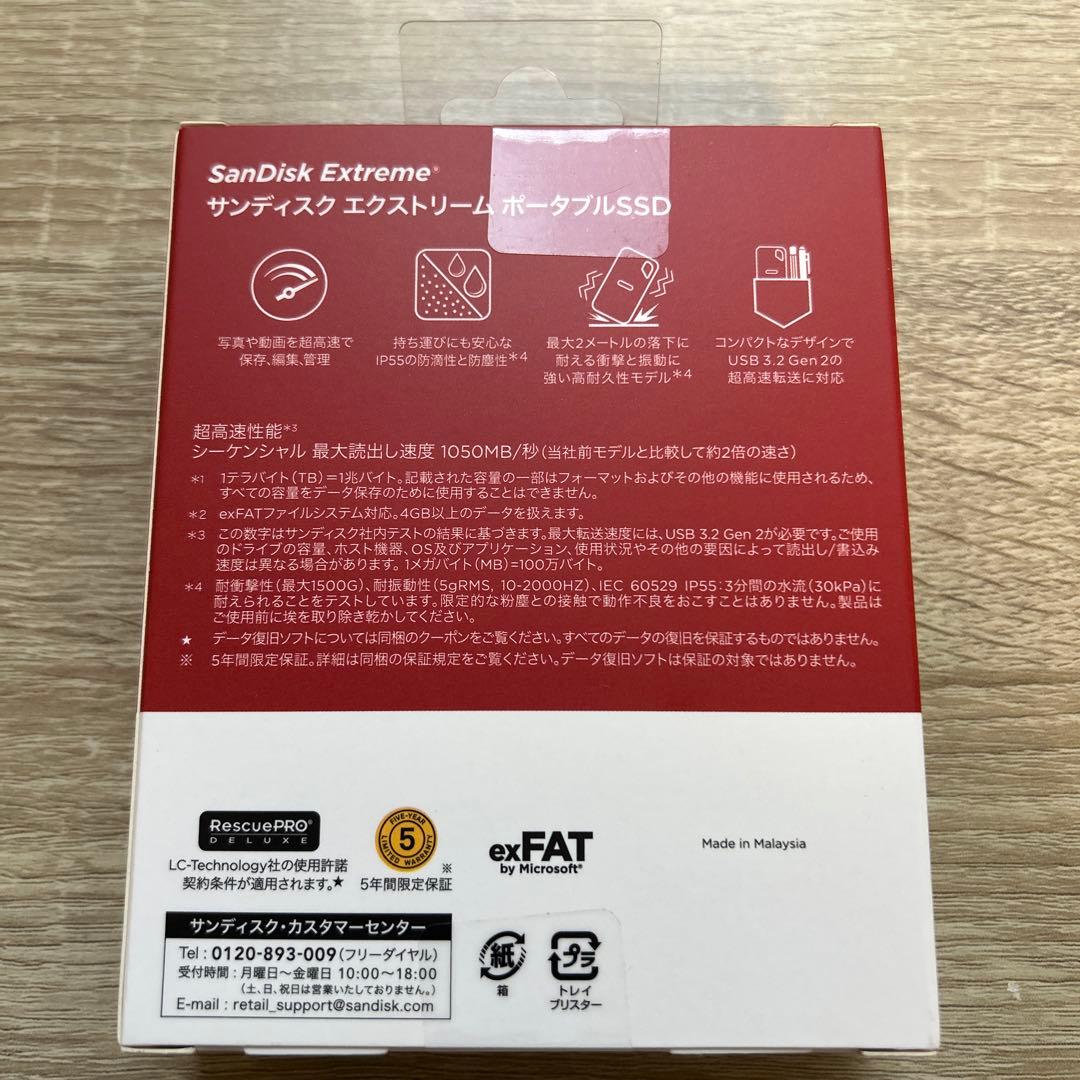 SanDisk Extreme®
サンディスク エクストリーム ポータブルSSD
写真や動画を超高速で
保存、編集、管理
持ち運びにも安心な
IP55の防滴性と防塵性*4
最大2メートルの落下に
耐える衝撃と振動に
強い高耐久性モデル*4
コンパクトなデザインで
USB 3.2 Gen 2の
超高速転送に対応
超高速性能*3
シーケンシャル 最大読出し速度 1050MB/秒(当社前モデルと比較して約2倍の速さ)
*1 1テラバイト(TB)=1兆バイト。記載された容量の一部はフォーマットおよびその他の機能に使用されるため、
すべての容量をデータ保存のために使用することはできません。
*2 exFATファイルシステム対応。4GB以上のデータを扱えます。
*3 この数字はサンディスク社内テストの結果に基づきます。最大転送速度には、USB 3.2 Gen 2が必要です。ご使用
のドライブの容量、ホスト機器、OS及びアプリケーション、使用状況やその他の要因によって読出し/書込み
速度は異なる場合があります。1メガバイト(MB)=100万バイト。
*4 耐衝撃性(最大1500G)、耐振動性(5gRMS, 10-2000HZ)、IEC 60529 IP55:3分間の水流(30kPa)に
耐えられることをテストしています。限定的な粉塵との接触で動作不良をおこすことはありません。製品は
ご使用前に埃を取り除き乾かしてください。
★ データ復旧ソフトについては同梱のクーポンをご覧ください。すべてのデータの復旧を保証するものではありません。
※ 5年間限定保証。詳細は同梱の保証規定をご覧ください。データ復旧ソフトは保証の対象ではありません。
RescuePRO®
DELUXE
LC-Technology社の使用許諾
契約条件が適用されます。★
FIVE-YEAR
5
LIMITED WARRANTY
※
5年間限定保証
exFAT
by Microsoft®
Made in Malaysia
サンディスク・カスタマーセンター
Tel : 0120-893-009(フリーダイヤル)
受付時間 : 月曜日~金曜日 10:00~18:00
(土、日、祝日は営業いたしておりません。)
E-mail : retail_support@sandisk.com
紙
箱
プラ
トレイ
ブリスター